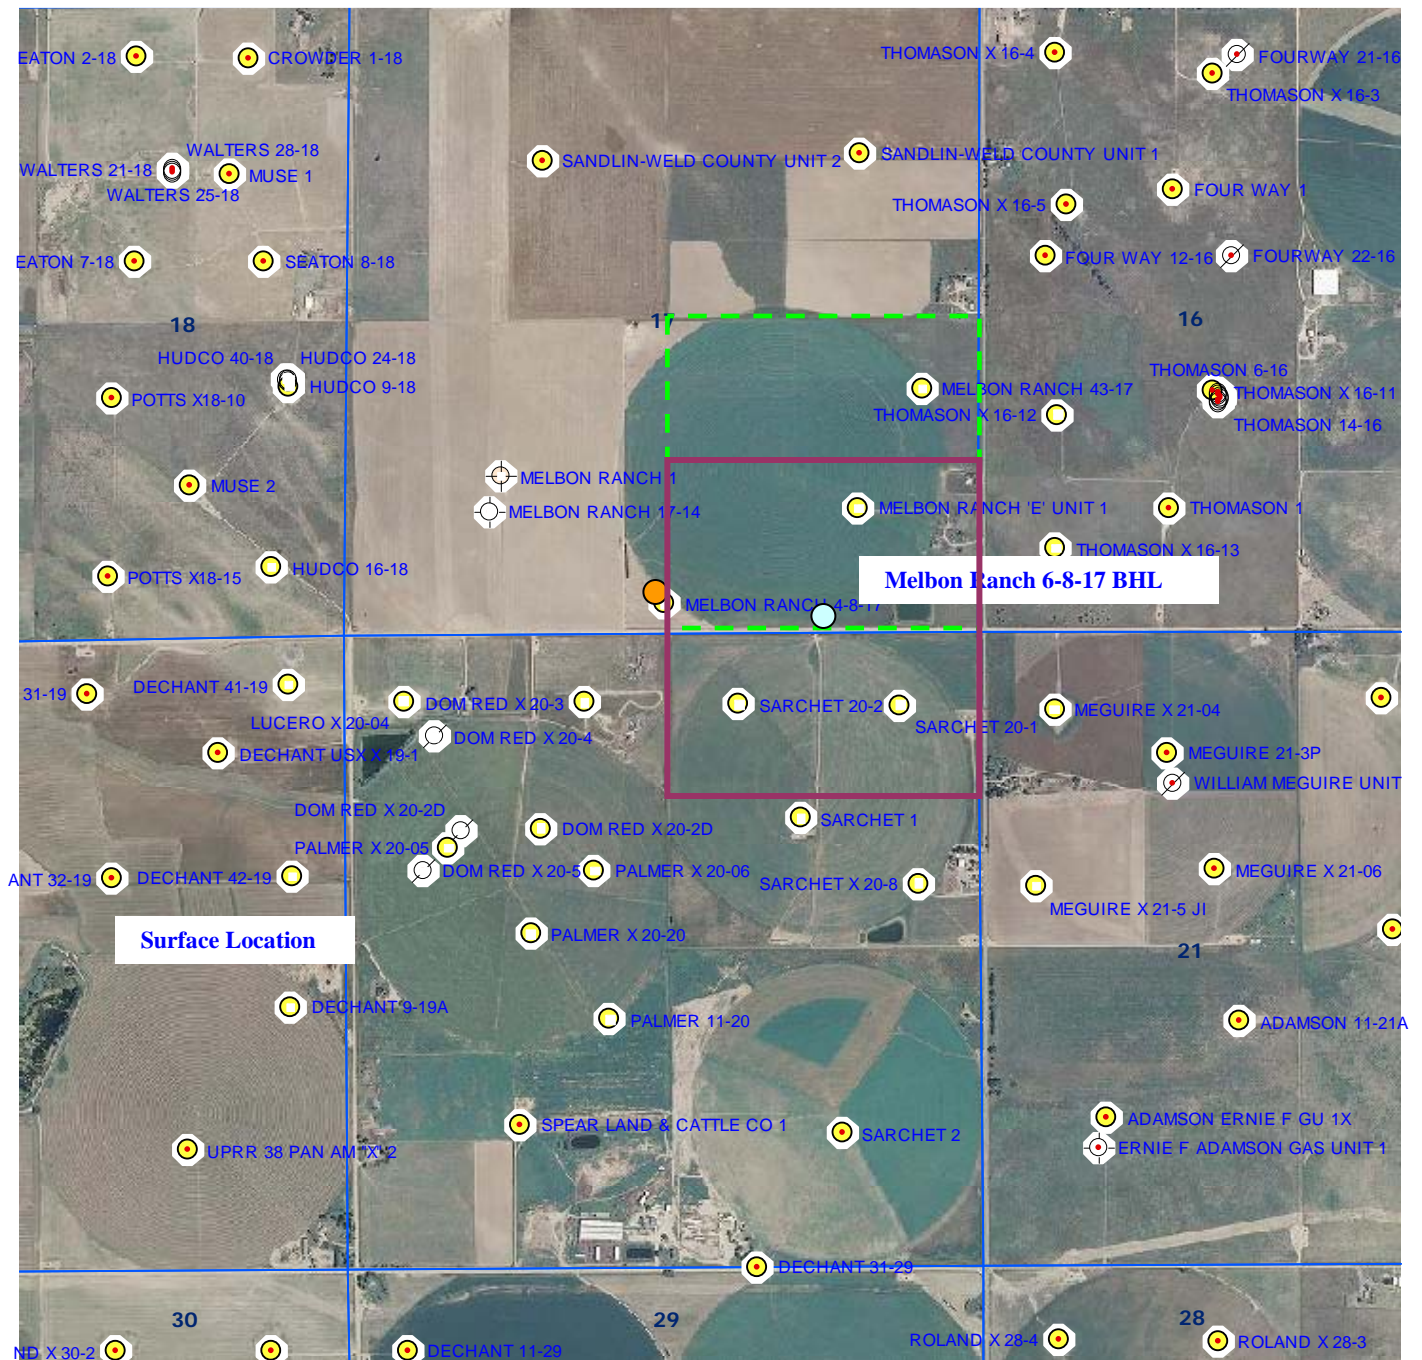 EATON 2-18
CROWDER 1-18
THOMASON X 16-4
FOURWAY 21-16
THOMASON X 16-3
WALTERS 28-18
WALTERS 21-18
MUSE 1
WALTERS 25-18
SANDLIN-WELD COUNTY UNIT 2
SANDLIN-WELD COUNTY UNIT 1
FOUR WAY 1
THOMASON X 16-5
EATON 7-18
SEATON 8-18
FOUR WAY 12-16
FOURWAY 22-16
18
17
16
HUDCO 40-18
HUDCO 24-18
HUDCO 9-18
POTTS X18-10
MELBON RANCH 43-17
THOMASON X 16-12
THOMASON 6-16
THOMASON X 16-11
THOMASON 14-16
MUSE 2
MELBON RANCH 1
MELBON RANCH 17-14
MELBON RANCH 'E' UNIT 1
THOMASON 1
THOMASON X 16-13
HUDCO 16-18
POTTS X18-15
Melbon Ranch 6-8-17 BHL
MELBON RANCH 4-8-17
31-19
DECHANT 41-19
LUCERO X 20-04
DOM RED X 20-3
SARCHET 20-2
SARCHET 20-1
MEGUIRE X 21-04
DOM RED X 20-4
DECHANT USX X 19-1
MEGUIRE 21-3P
WILLIAM MEGUIRE UNIT
DOM RED X 20-2D
DOM RED X 20-2D
SARCHET 1
PALMER X 20-05
ANT 32-19
DECHANT 42-19
DOM RED X 20-5
PALMER X 20-06
SARCHET X 20-8
MEGUIRE X 21-06
MEGUIRE X 21-5 JI
Surface Location
PALMER X 20-20
21
DECHANT 9-19A
PALMER 11-20
ADAMSON 11-21A
SPEAR LAND & CATTLE CO 1
SARCHET 2
ADAMSON ERNIE F GU 1X
UPRR 38 PAN AM 'X' 2
ERNIE F ADAMSON GAS UNIT 1
DECHANT 31-29
30
29
28
ND X 30-2
DECHANT 11-29
ROLAND X 28-4
ROLAND X 28-3